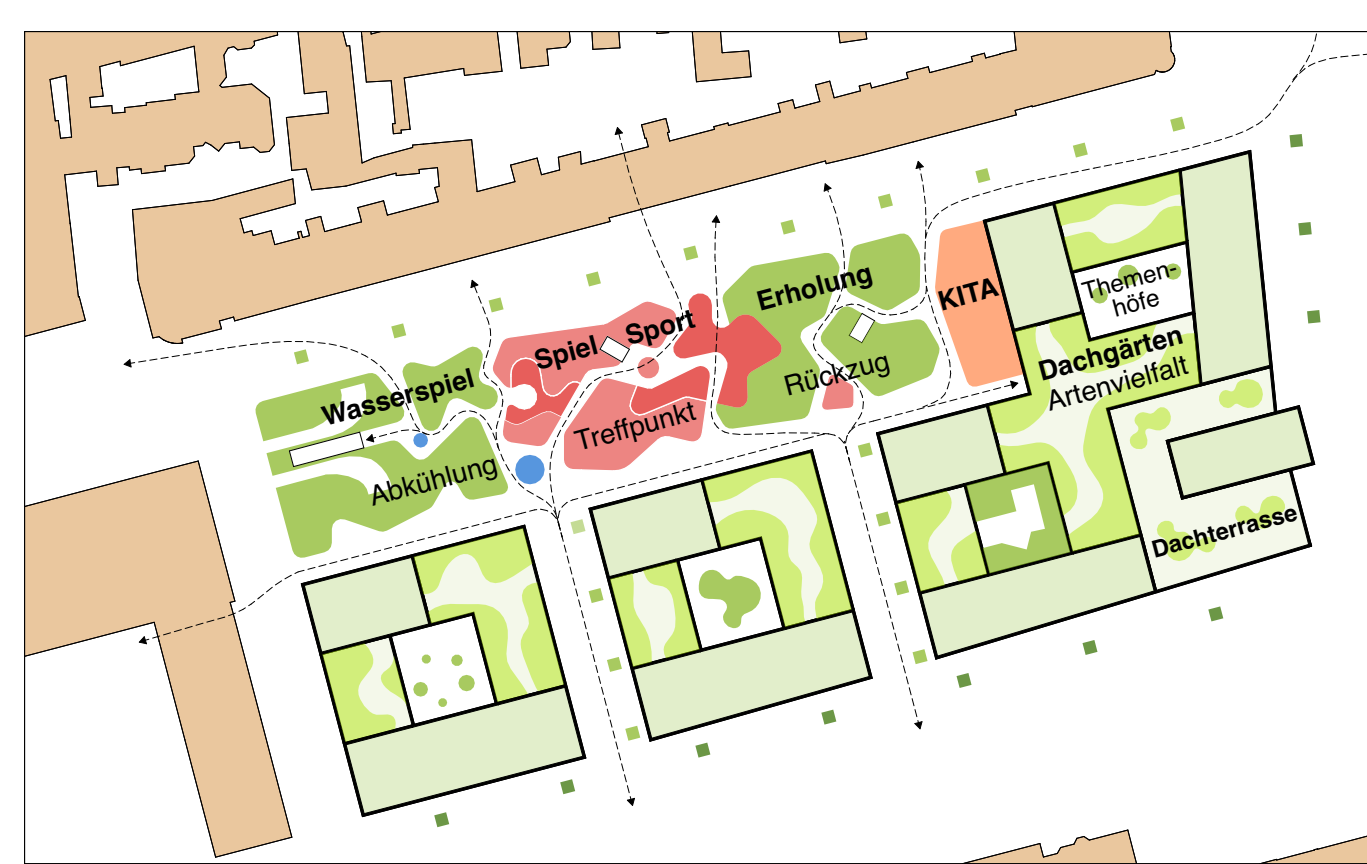 Wasserspiel
Abkühlung
Spiel
Sport
Treffpunkt
Erholung
Rückzug
KITA
Themen-
höfe
Dachgärten
Artenvielfalt
Dachterrasse